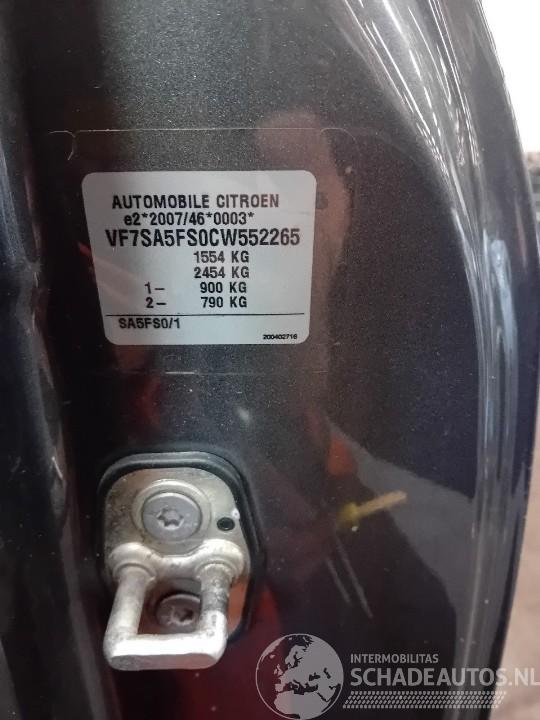 AUTOMOBILE CITROEN
e2*2007/46*0003*
VF7SA5FS0CW552265
1554 KG
2454 KG
1- 900 KG
2- 790 KG
SA5FS0/1
200402716
INTERMOBILITAS
SCHADEAUTOS.NL